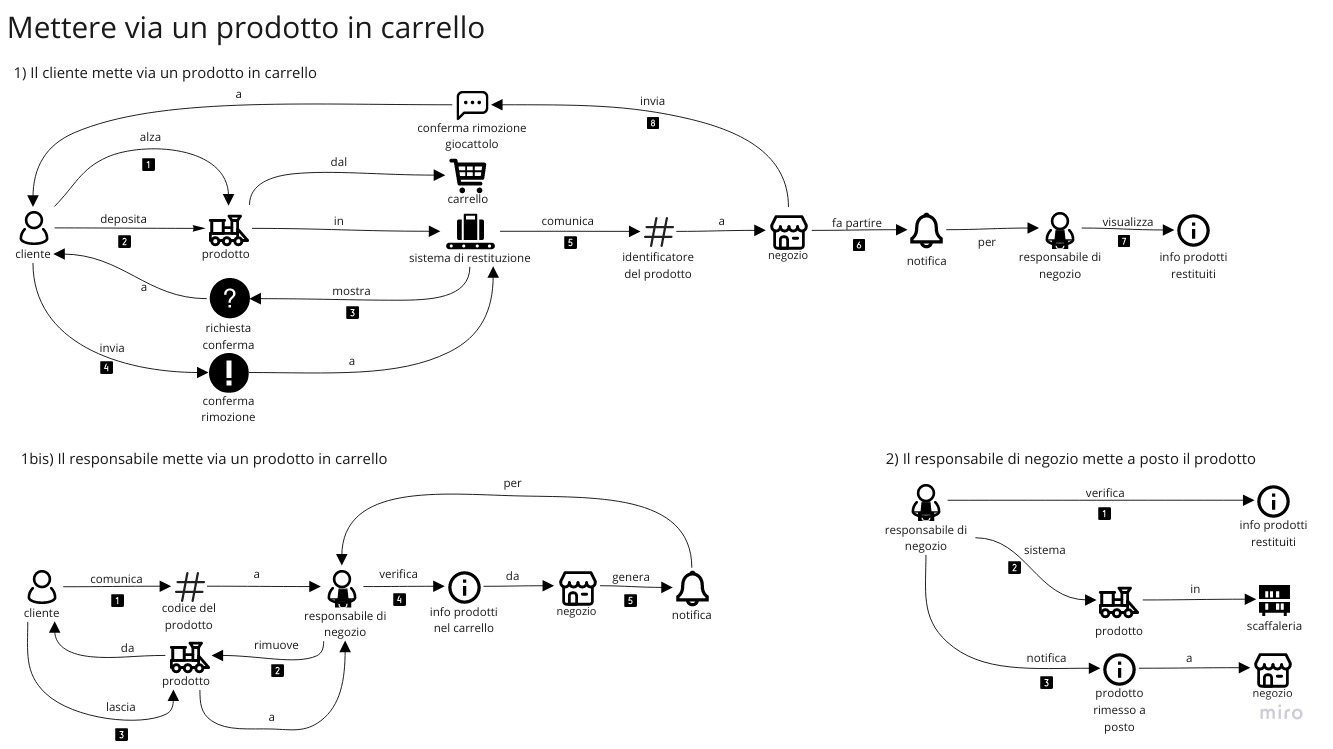 Mettere via un prodotto in carrello
1) Il cliente mette via un prodotto in carrello
a
invia
8
conferma rimozione
giocattolo
alza
1
dal
carrello
deposita
2
in
comunica
5
a
fa partire
6
per
visualizza
7
cliente
prodotto
sistema di restituzione
identificatore
del prodotto
negozio
notifica
responsabile di
negozio
info prodotti
restituiti
a
mostra
3
?
richiesta
conferma
invia
4
a
!
conferma
rimozione
1bis) Il responsabile mette via un prodotto in carrello
per
comunica
1
a
verifica
4
da
genera
5
cliente
codice del
prodotto
responsabile di
negozio
info prodotti
nel carrello
negozio
notifica
da
rimuove
2
prodotto
lascia
3
a
2) Il responsabile di negozio mette a posto il prodotto
verifica
1
responsabile di
negozio
info prodotti
restituiti
sistema
2
in
prodotto
scaffaleria
notifica
3
a
prodotto
rimesso a
posto
negozio
miro